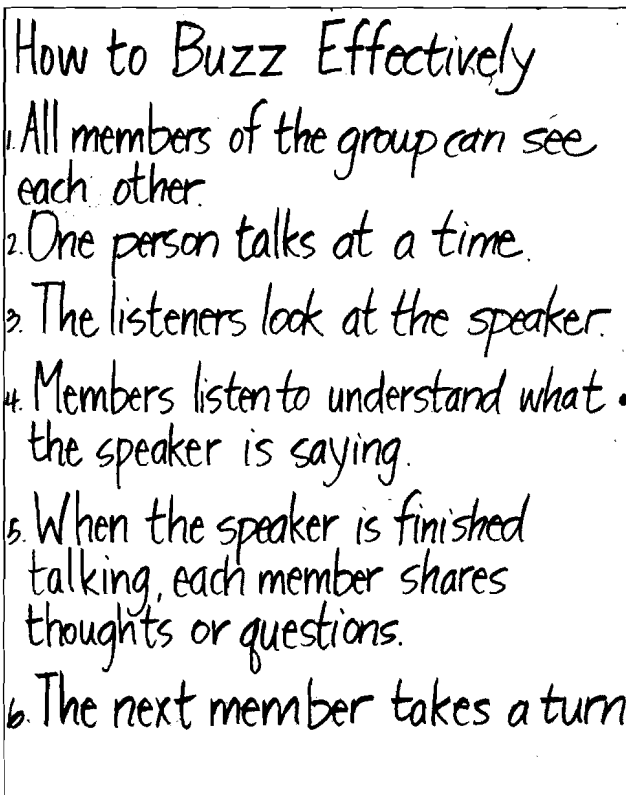 How to Buzz Effectively
1. All members of the group can see
each other.
2. One person talks at a time.
3. The listeners look at the speaker.
4. Members listen to understand what
the speaker is saying.
5. When the speaker is finished
talking, each member shares
thoughts or questions.
6. The next member takes a turn